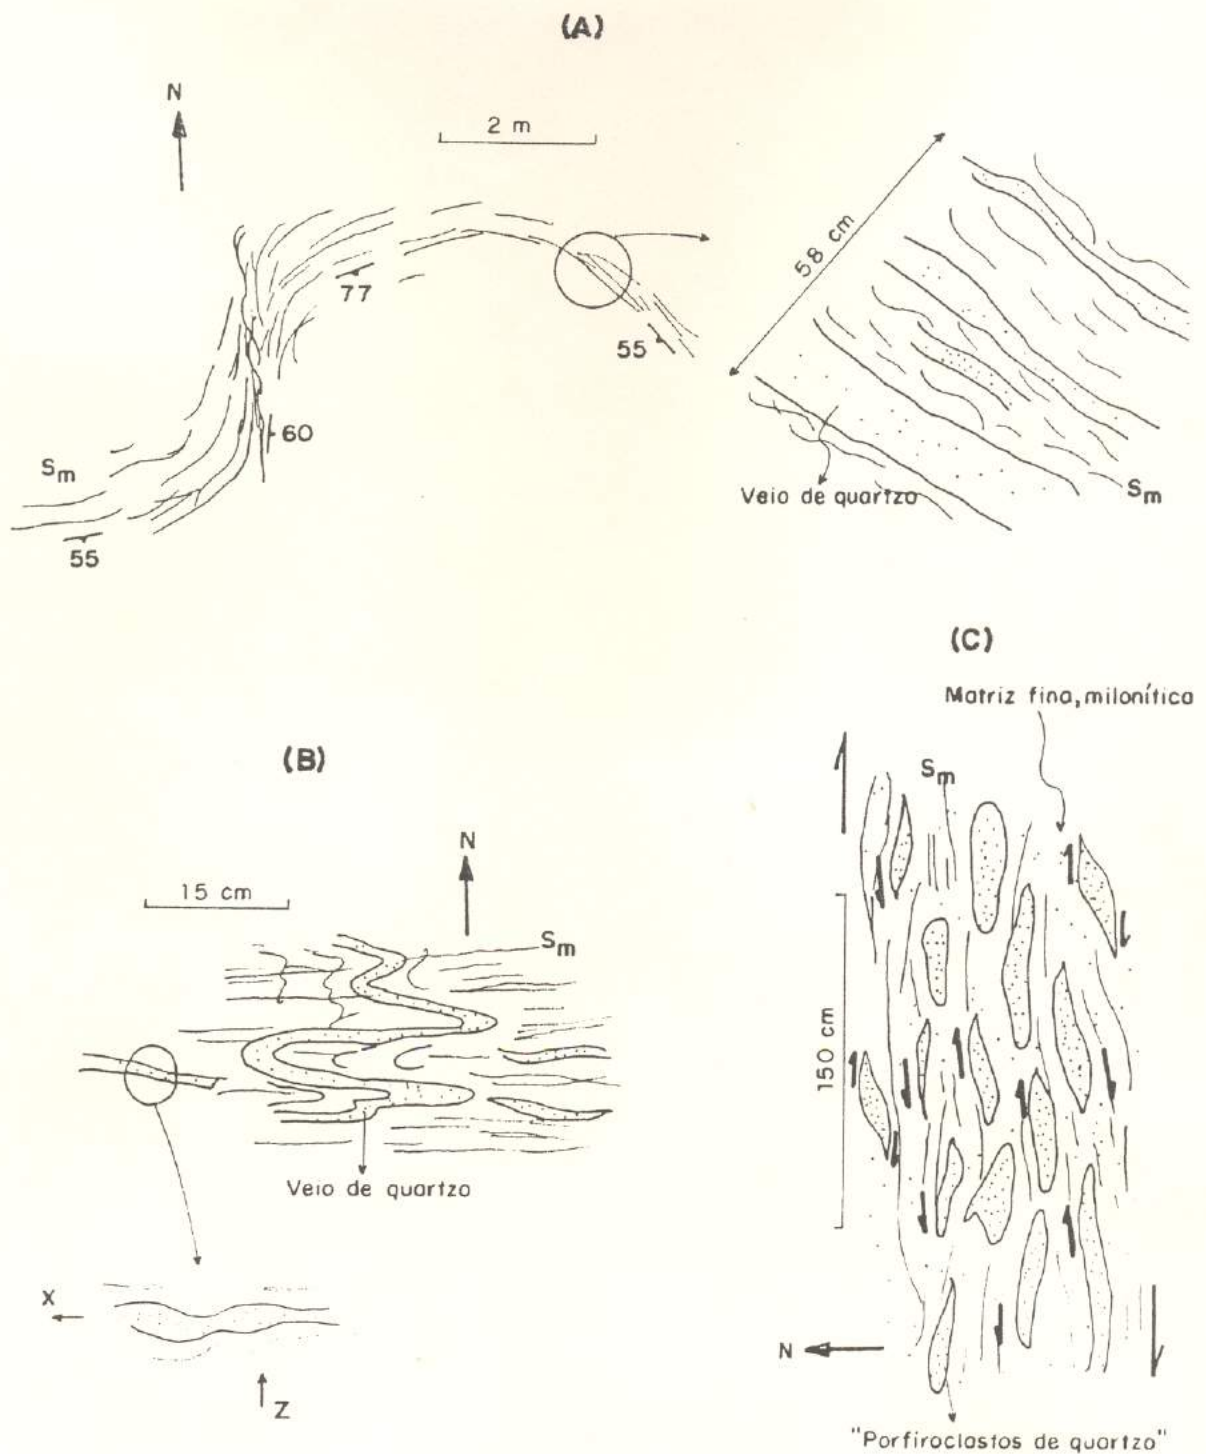 (A)
N
2 m
58 cm
77
55
60
Sm
55
Veio de quartzo
Sm
(C)
Matriz fina, milonítica
(B)
Sm
N
15 cm
Sm
150 cm
Veio de quartzo
X
Z
N
"Porfiroclastos de quartzo"